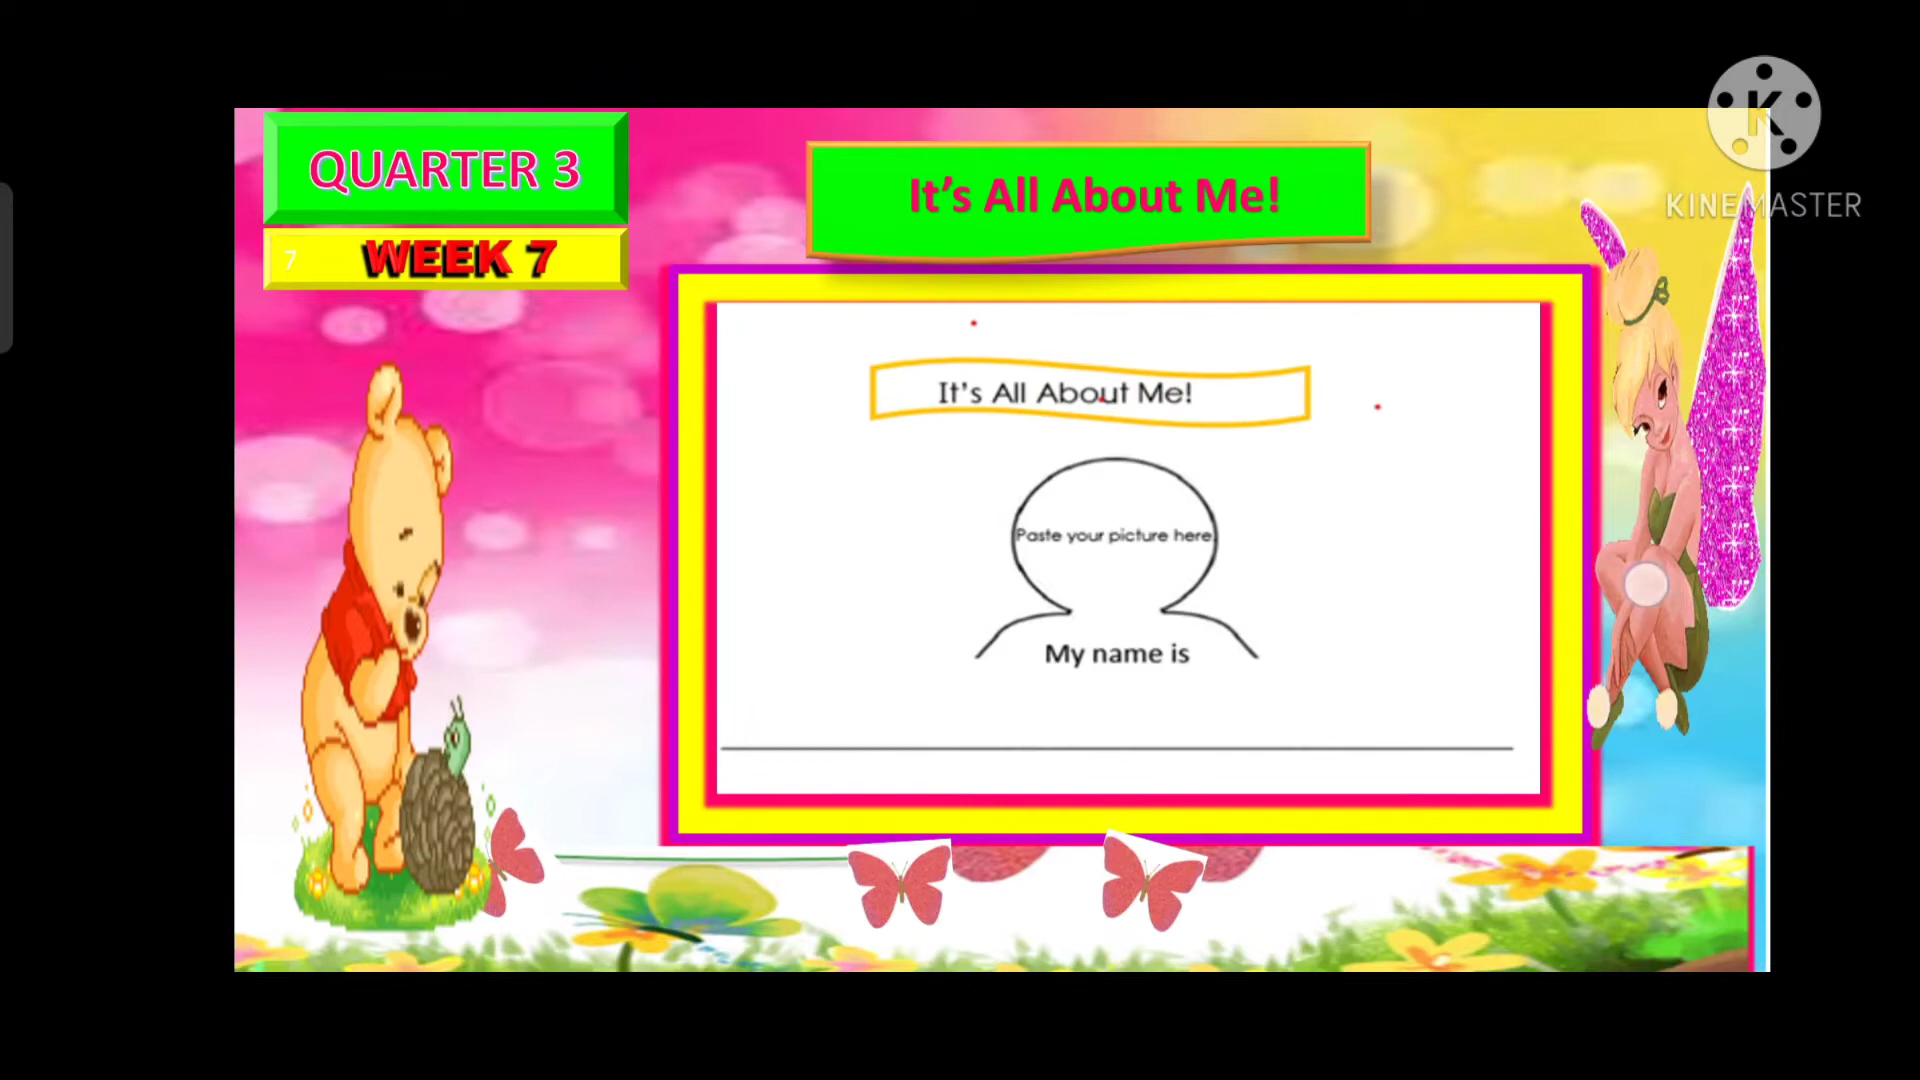 QUARTER 3
7 WEEK 7
It's All About Me!
K
KINEMASTER
It's All About Me!
Paste your picture here.
My name is